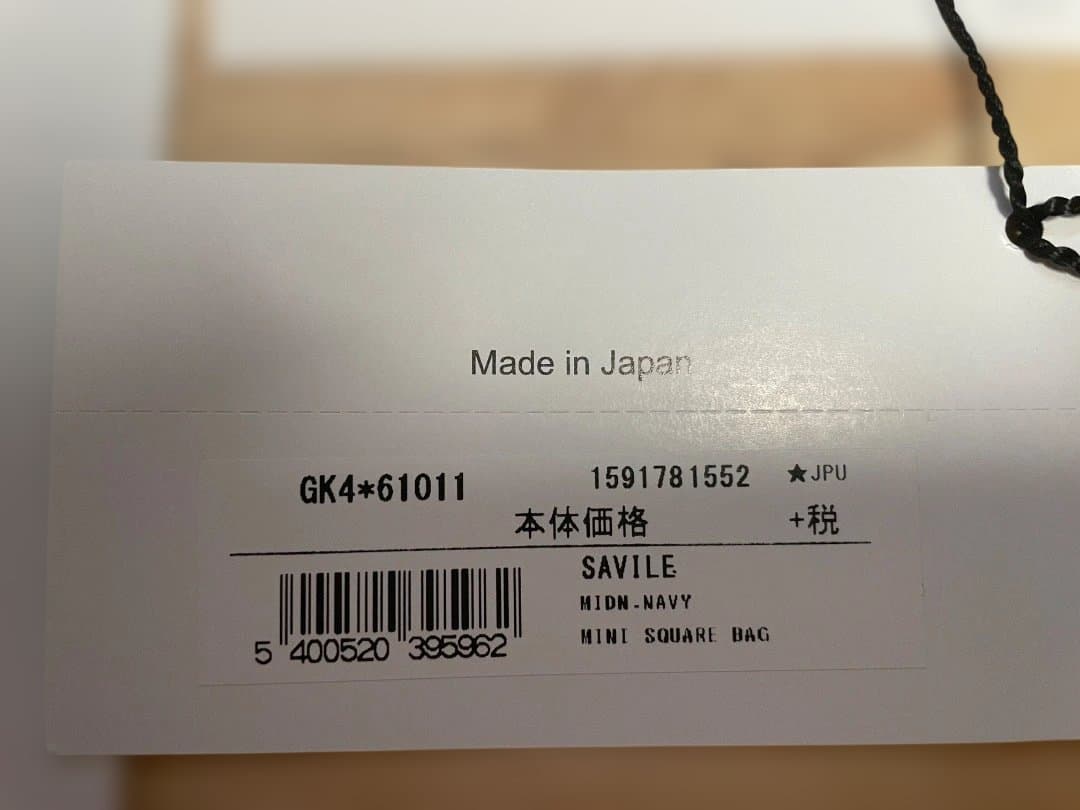 Made in Japan
GK4*61011 1591781552 ★JPU
本体価格 +税
SAVILE
MIDN.NAVY
MINI SQUARE BAG
5 400520 395962